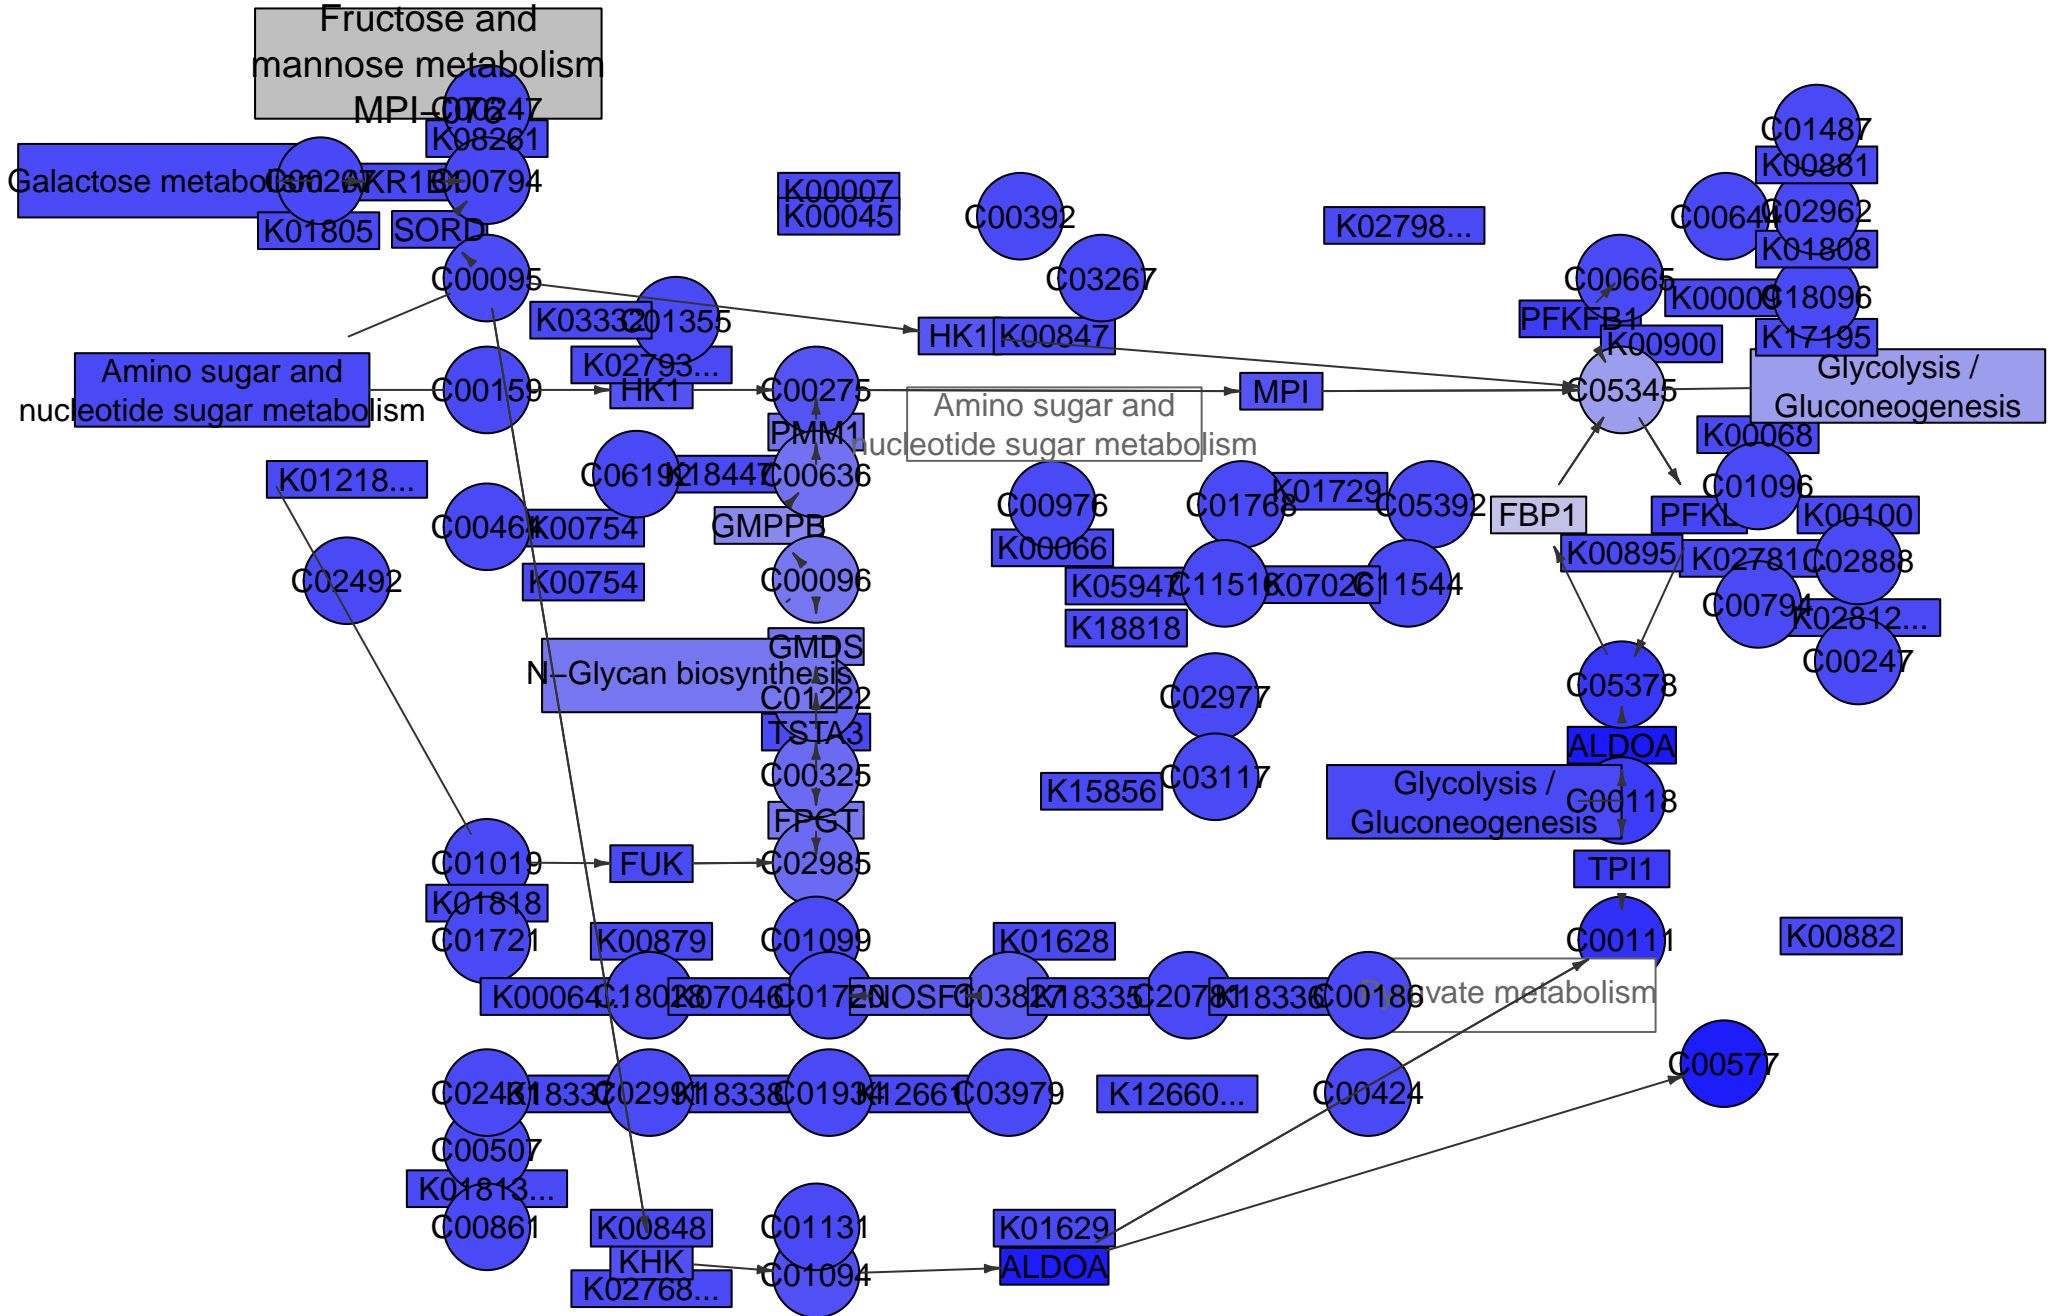 Fructose and
mannose metabolism
MPI-076
C00247
K08261
C01487
K00881
Galactose metabolism
C00267
AKR1B1
C00794
K00007
K00045
C00392
K02798...
C00644
C02962
K01805
SORD
K01808
C00095
C03267
C00665
K00009
C18096
K03332
C01355
HK1
K00847
PFKFB1
K00900
K17195
K02793...
Amino sugar and
nucleotide sugar metabolism
C00159
HK1
C00275
MPI
C05345
Glycolysis /
Gluconeogenesis
Amino sugar and
nucleotide sugar metabolism
PMM1
K00068
K01218...
C06192
K18447
C00636
C00976
C01768
K01729
C05392
C01096
C00464
K00754
GMPPB
FBP1
PFKL
K00100
K00066
K00895
K02781...
C02888
C02492
K00754
C00096
K05947
C11516
K07026
C11544
C00794
K02812...
K18818
GMDS
N-Glycan biosynthesis
C01222
C02977
C05378
C00247
TSTA3
ALDOA
C00325
C03117
K15856
Glycolysis /
Gluconeogenesis
C00118
FPGT
C01019
FUK
C02985
TPI1
K01818
C01721
K00879
C01099
K01628
C00111
K00882
K00064...
C18028
K07046
C01720
ENOSF1
C03827
K18335
C20781
K18336
C00186
Pyruvate metabolism
C00577
C02431
K18337
C02991
K18338
C01934
K12661
C03979
K12660...
C00424
C00507
K01813...
C00861
K00848
C01131
K01629
KHK
C01094
ALDOA
K02768...